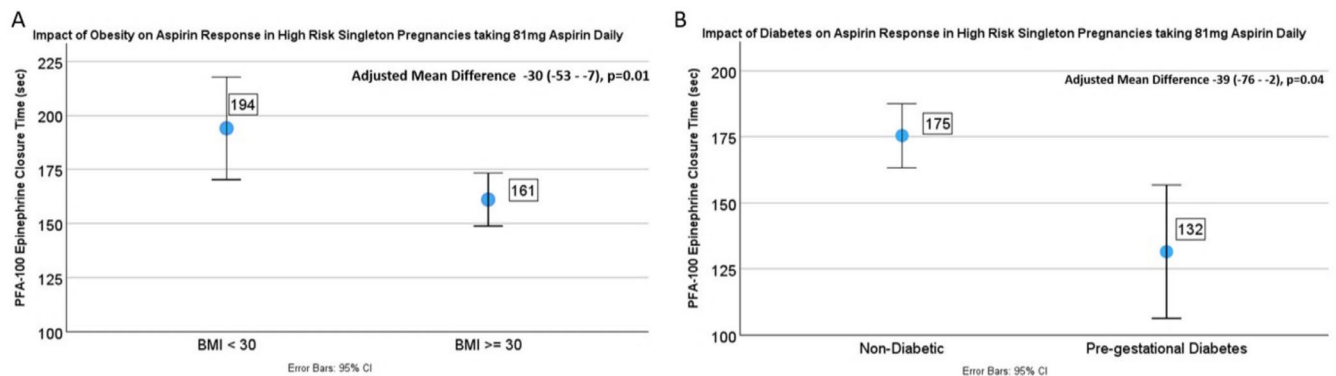 A
Impact of Obesity on Aspirin Response in High Risk Singleton Pregnancies taking 81mg Aspirin Daily
Adjusted Mean Difference -30 (-53 - -7), p=0.01
PFA-100 Epinephrine Closure Time (sec)
225
200
175
150
125
100
194
161
BMI < 30
BMI >= 30
Error Bars: 95% CI
B
Impact of Diabetes on Aspirin Response in High Risk Singleton Pregnancies taking 81mg Aspirin Daily
Adjusted Mean Difference -39 (-76 - -2), p=0.04
PFA-100 Epinephrine Closure Time (sec)
200
175
150
125
100
175
132
Non-Diabetic
Pre-gestational Diabetes
Error Bars: 95% CI